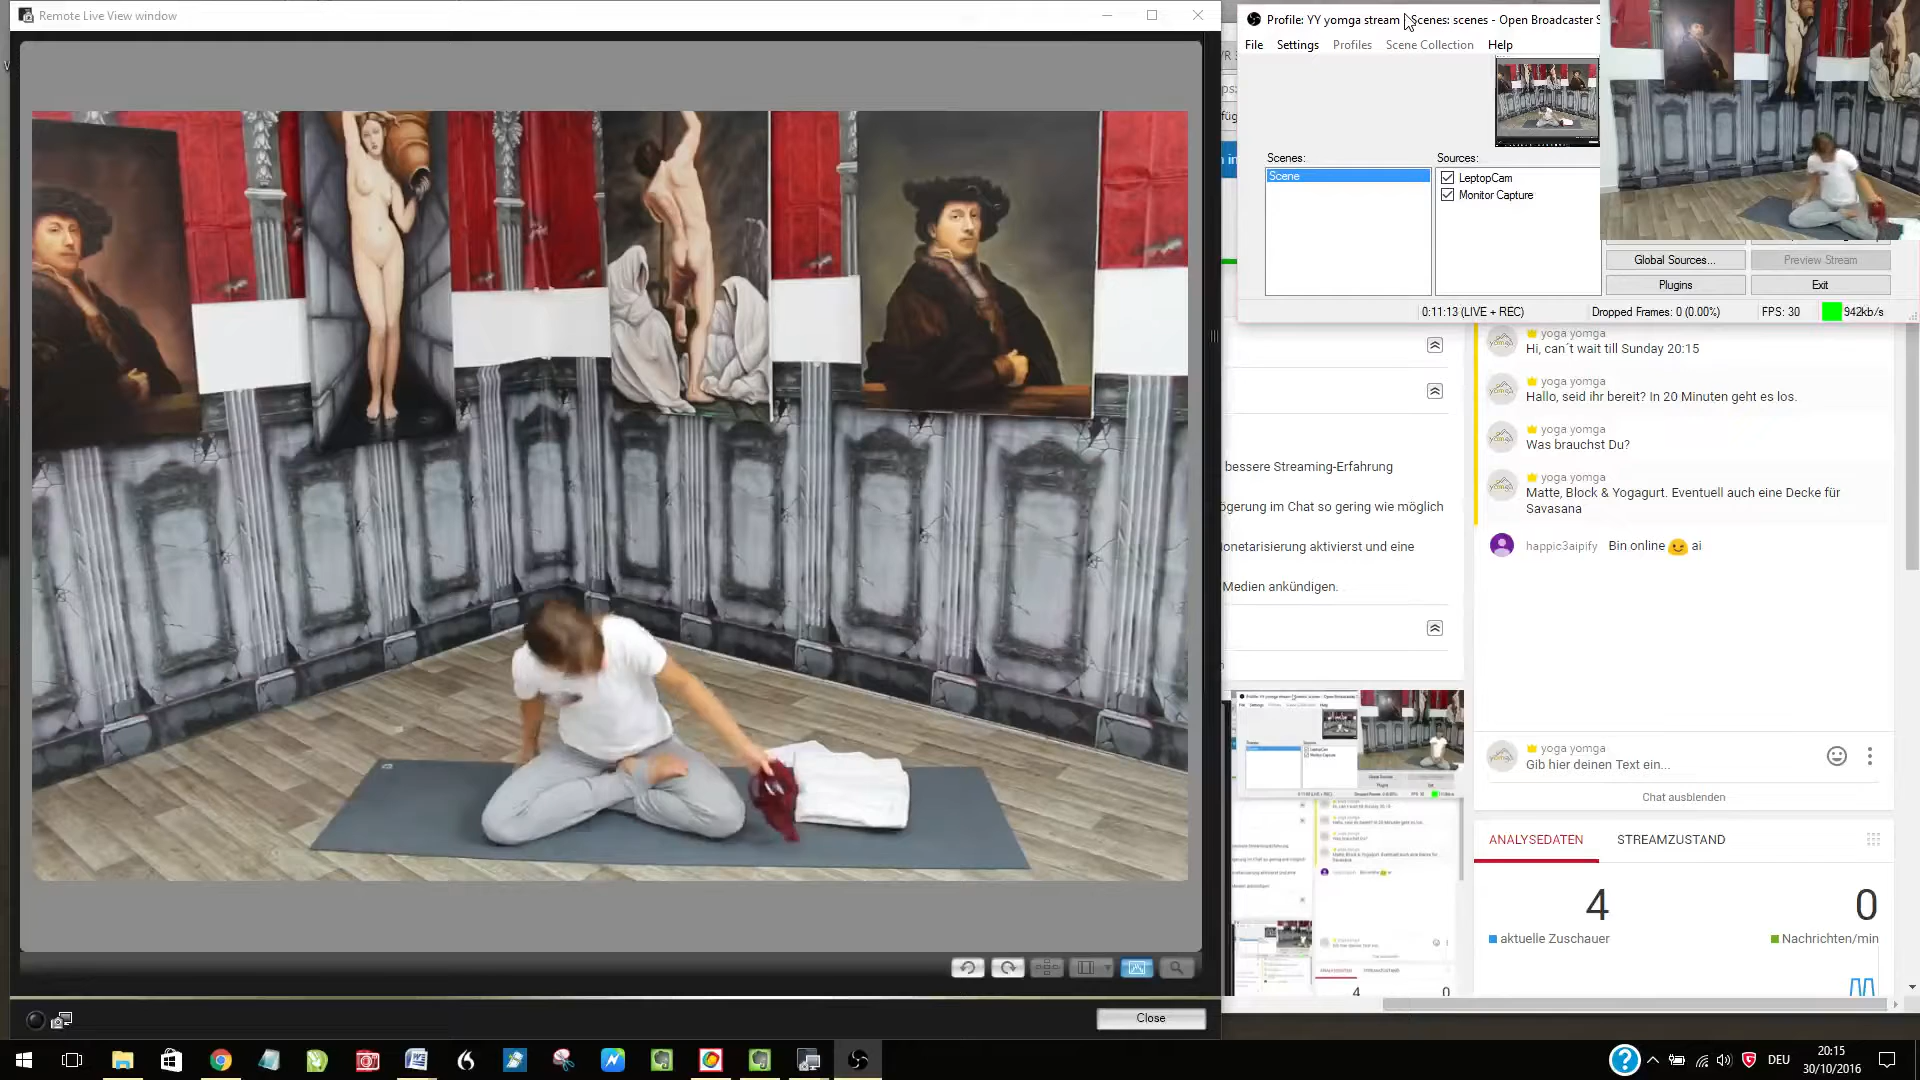 Remote Live View window
Close
Profile: YY yomga stream
Scenes: scenes - Open Broadcaster S
File Settings Profiles Scene Collection Help
Scenes:
Scene
Sources:
LeptopCam
Monitor Capture
Global Sources...
Preview Stream
Plugins
Exit
0:11:13 (LIVE + REC)
Dropped Frames: 0 (0.00%)
FPS: 30
942kb/s
bessere Streaming-Erfahrung
ögerung im Chat so gering wie möglich
onetarisierung aktivierst und eine
Medien ankündigen.
yoga yomga
Hi, can´t wait till Sunday 20:15
yoga yomga
Hallo, seid ihr bereit? In 20 Minuten geht es los.
yoga yomga
Was brauchst Du?
yoga yomga
Matte, Block & Yogagurt. Eventuell auch eine Decke für
Savasana
happic3aipify Bin online 😊 ai
yoga yomga
Gib hier deinen Text ein...
Chat ausblenden
ANALYSEDATEN STREAMZUSTAND
4 0
aktuelle Zuschauer Nachrichten/min
DEU
20:15
30/10/2016